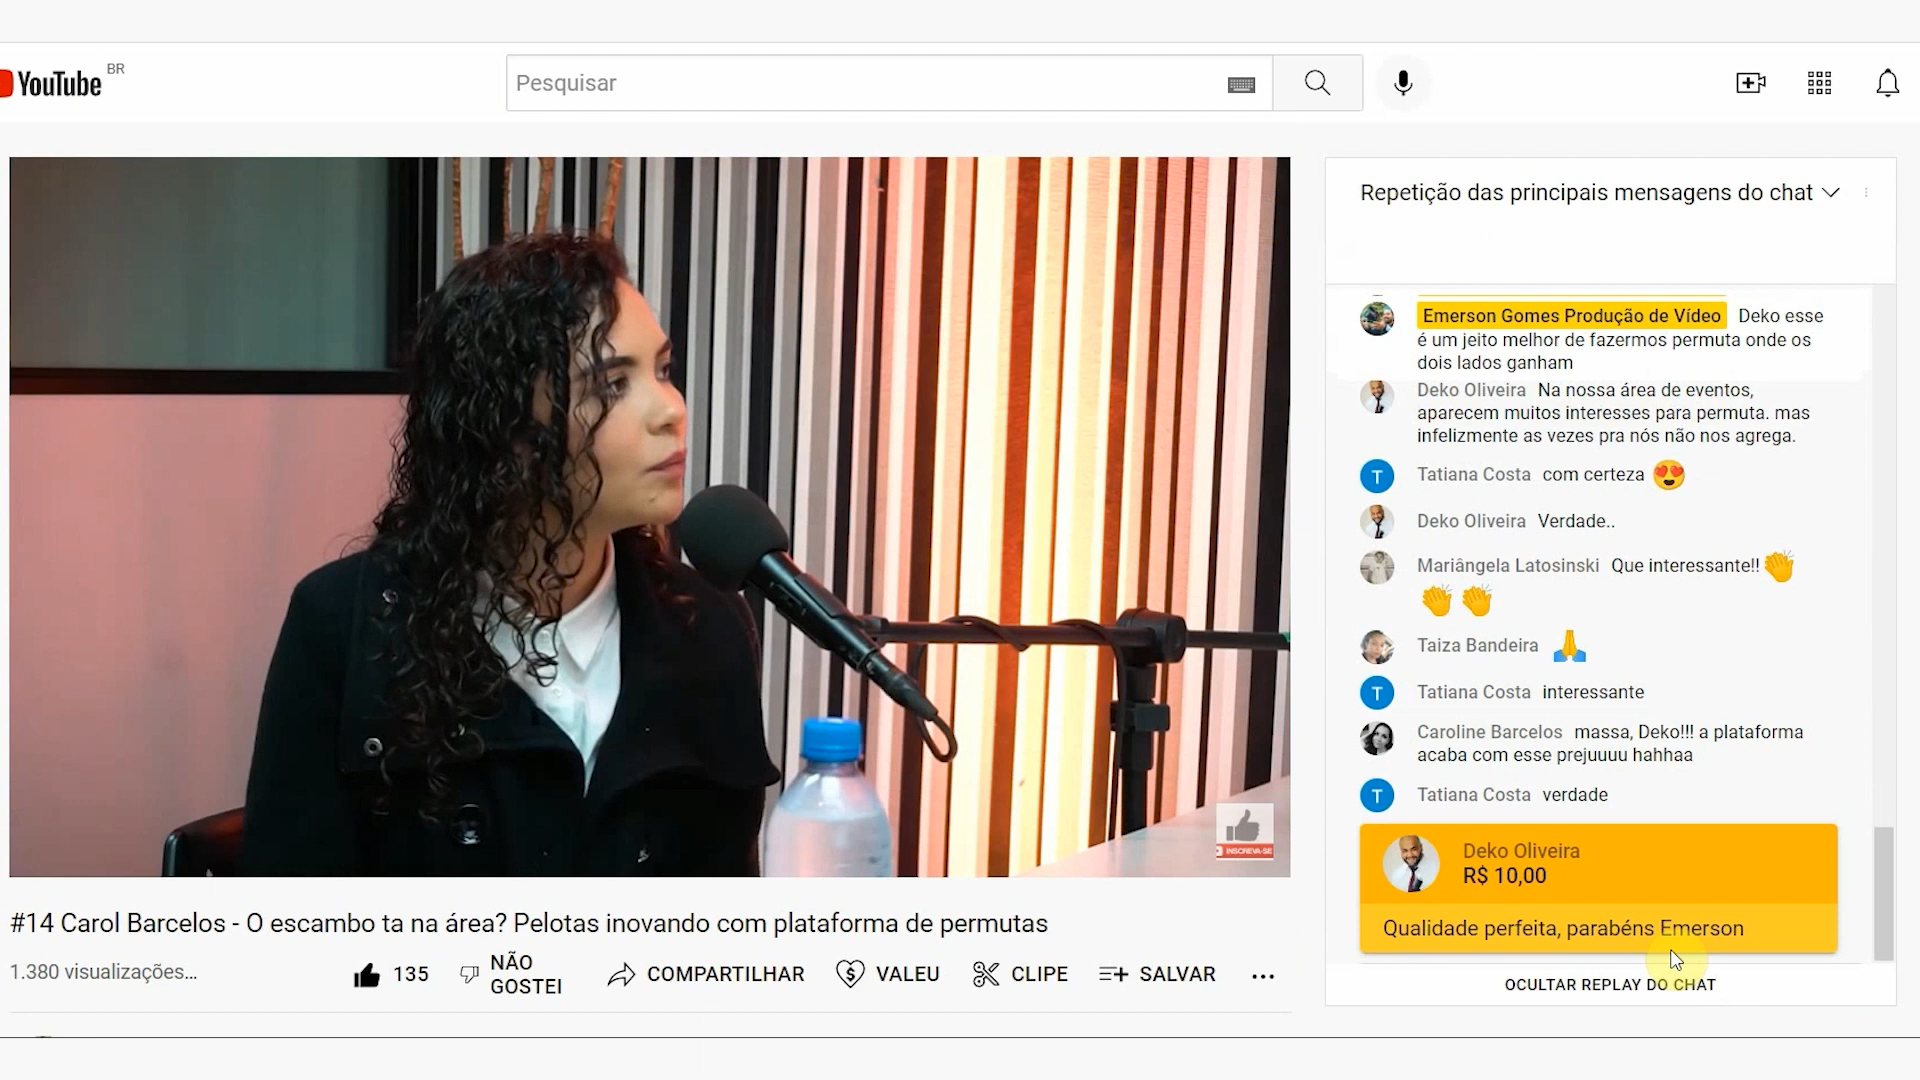 YouTube BR
Pesquisar
Repetição das principais mensagens do chat
Emerson Gomes Produção de Vídeo Deko esse
é um jeito melhor de fazermos permuta onde os
dois lados ganham
Deko Oliveira Na nossa área de eventos,
aparecem muitos interesses para permuta. mas
infelizmente as vezes pra nós não nos agrega.
T Tatiana Costa com certeza 😍
Deko Oliveira Verdade..
Mariângela Latosinski Que interessante!! 👏
👏 👏
Taiza Bandeira 🙏
T Tatiana Costa interessante
Caroline Barcelos massa, Deko!!! a plataforma
acaba com esse prejuuuu hahhaa
T Tatiana Costa verdade
Deko Oliveira
R$ 10,00
Qualidade perfeita, parabéns Emerson
OCULTAR REPLAY DO CHAT
INSCREVA-SE
#14 Carol Barcelos - O escambo ta na área? Pelotas inovando com plataforma de permutas
1.380 visualizações...
135
NÃO
GOSTEI
COMPARTILHAR
VALEU
CLIPE
SALVAR